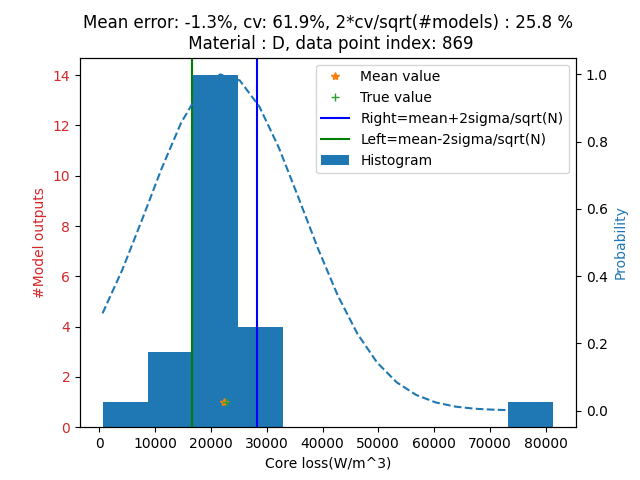 Mean error: -1.3%, cv: 61.9%, 2*cv/sqrt(#models) : 25.8 %
Material : D, data point index: 869
Mean value
True value
Right=mean+2sigma/sqrt(N)
Left=mean-2sigma/sqrt(N)
Histogram
#Model outputs
14
12
10
8
6
4
2
0
1.0
0.8
0.6
0.4
0.2
0.0
Probability
0 10000 20000 30000 40000 50000 60000 70000 80000
Core loss(W/m^3)